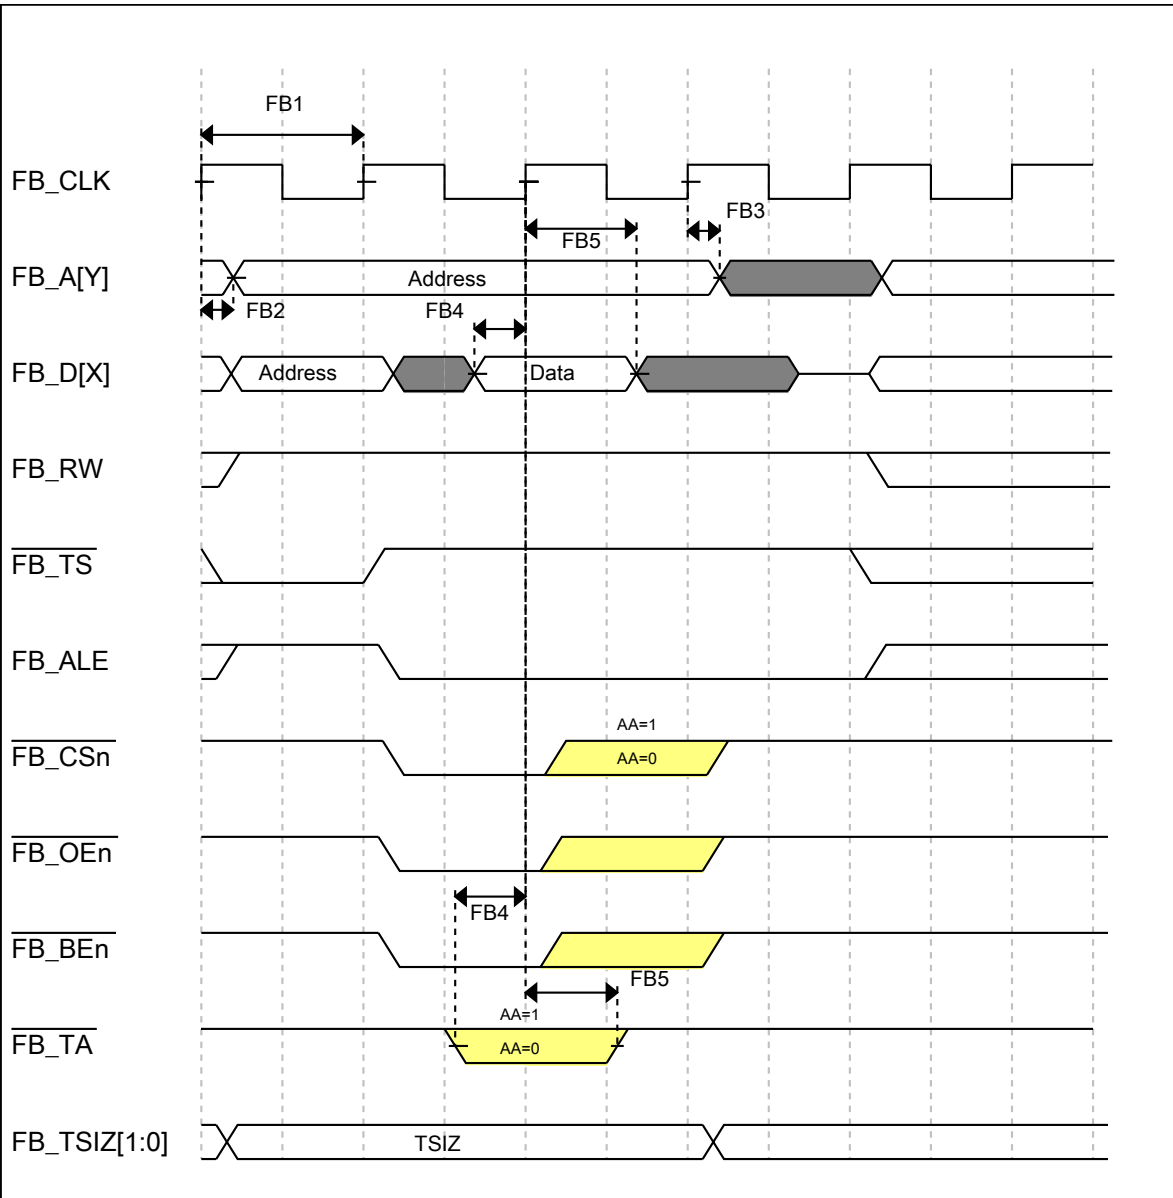 FB1
FB_CLK
FB3
FB5
FB_A[Y]
Address
FB2
FB4
FB_D[X]
Address
Data
FB_RW
FB_TS
FB_ALE
AA=1
FB_CSn
AA=0
FB_OEn
FB4
FB_BEn
FB5
AA=1
FB_TA
AA=0
FB_TSIZ[1:0]
TSIZ